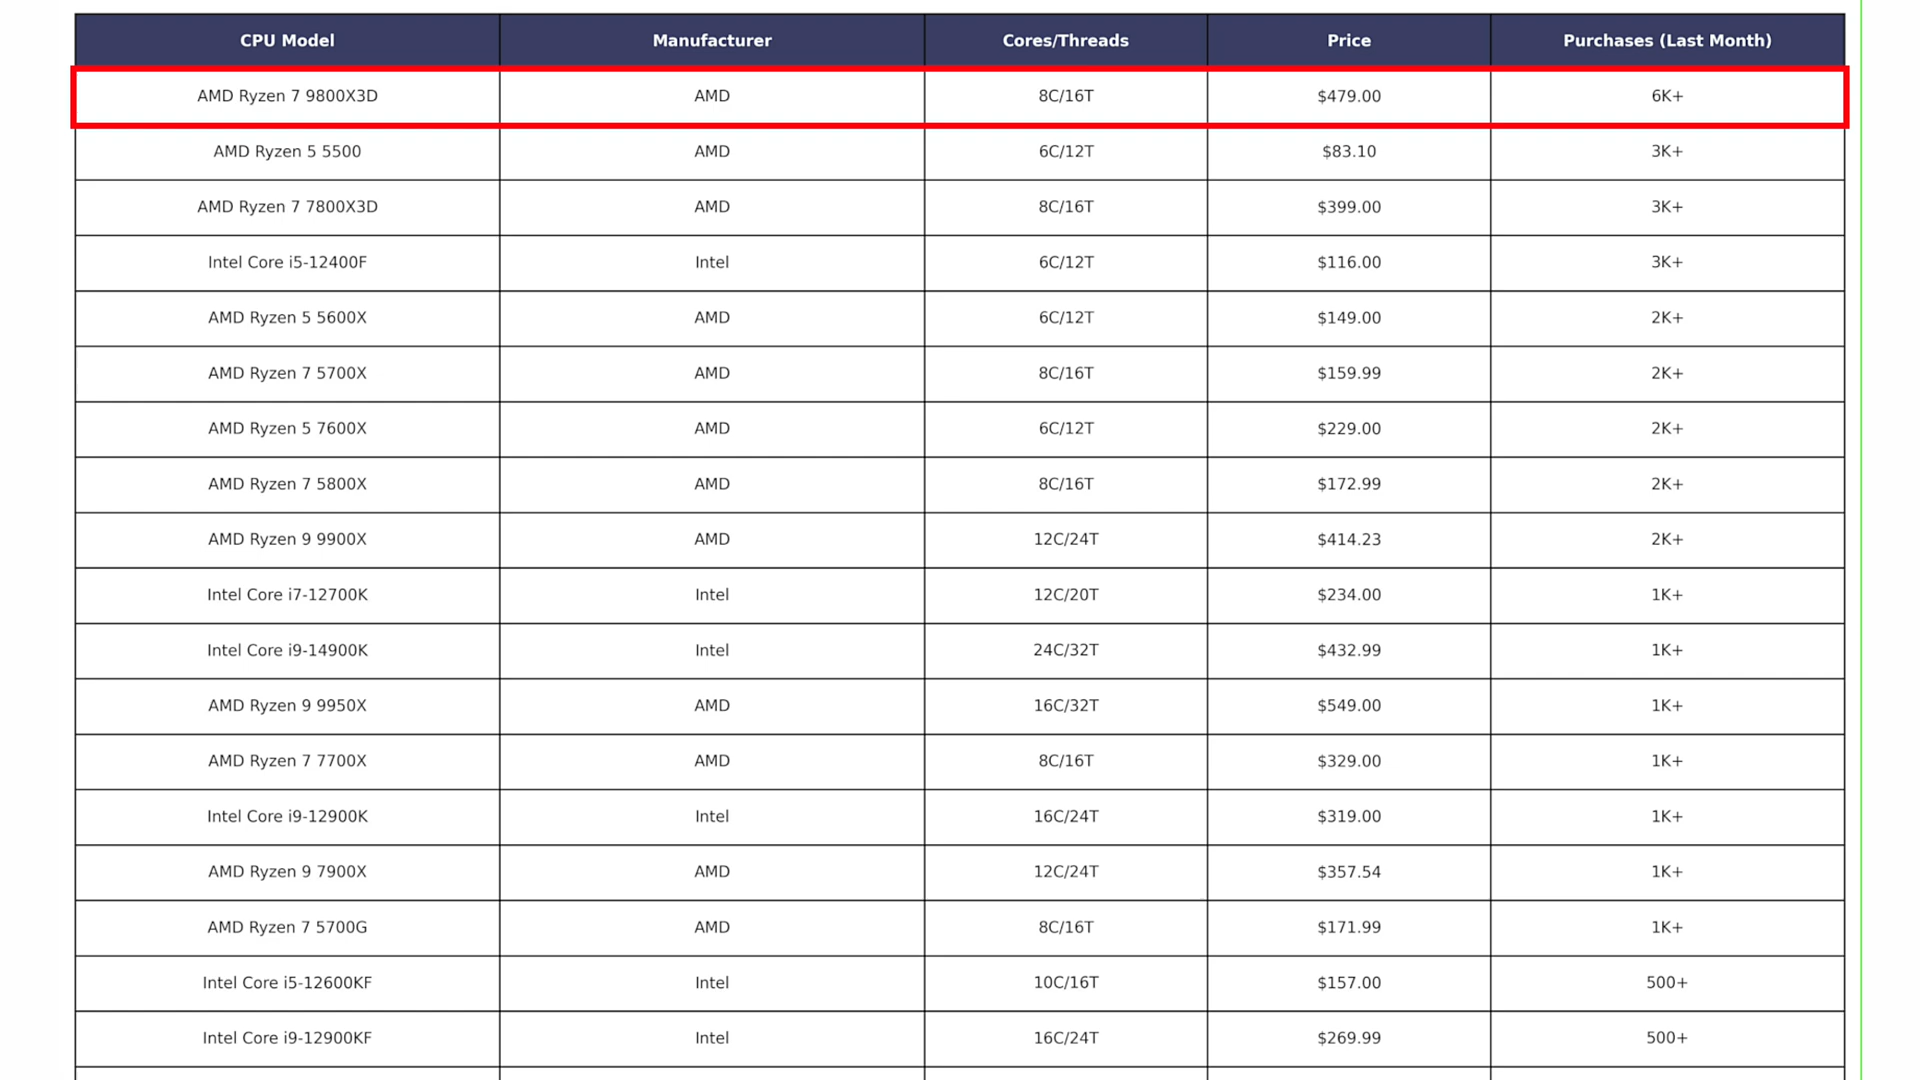 CPU Model Manufacturer Cores/Threads Price Purchases (Last Month)
AMD Ryzen 7 9800X3D AMD 8C/16T $479.00 6K+
AMD Ryzen 5 5500 AMD 6C/12T $83.10 3K+
AMD Ryzen 7 7800X3D AMD 8C/16T $399.00 3K+
Intel Core i5-12400F Intel 6C/12T $116.00 3K+
AMD Ryzen 5 5600X AMD 6C/12T $149.00 2K+
AMD Ryzen 7 5700X AMD 8C/16T $159.99 2K+
AMD Ryzen 5 7600X AMD 6C/12T $229.00 2K+
AMD Ryzen 7 5800X AMD 8C/16T $172.99 2K+
AMD Ryzen 9 9900X AMD 12C/24T $414.23 2K+
Intel Core i7-12700K Intel 12C/20T $234.00 1K+
Intel Core i9-14900K Intel 24C/32T $432.99 1K+
AMD Ryzen 9 9950X AMD 16C/32T $549.00 1K+
AMD Ryzen 7 7700X AMD 8C/16T $329.00 1K+
Intel Core i9-12900K Intel 16C/24T $319.00 1K+
AMD Ryzen 9 7900X AMD 12C/24T $357.54 1K+
AMD Ryzen 7 5700G AMD 8C/16T $171.99 1K+
Intel Core i5-12600KF Intel 10C/16T $157.00 500+
Intel Core i9-12900KF Intel 16C/24T $269.99 500+